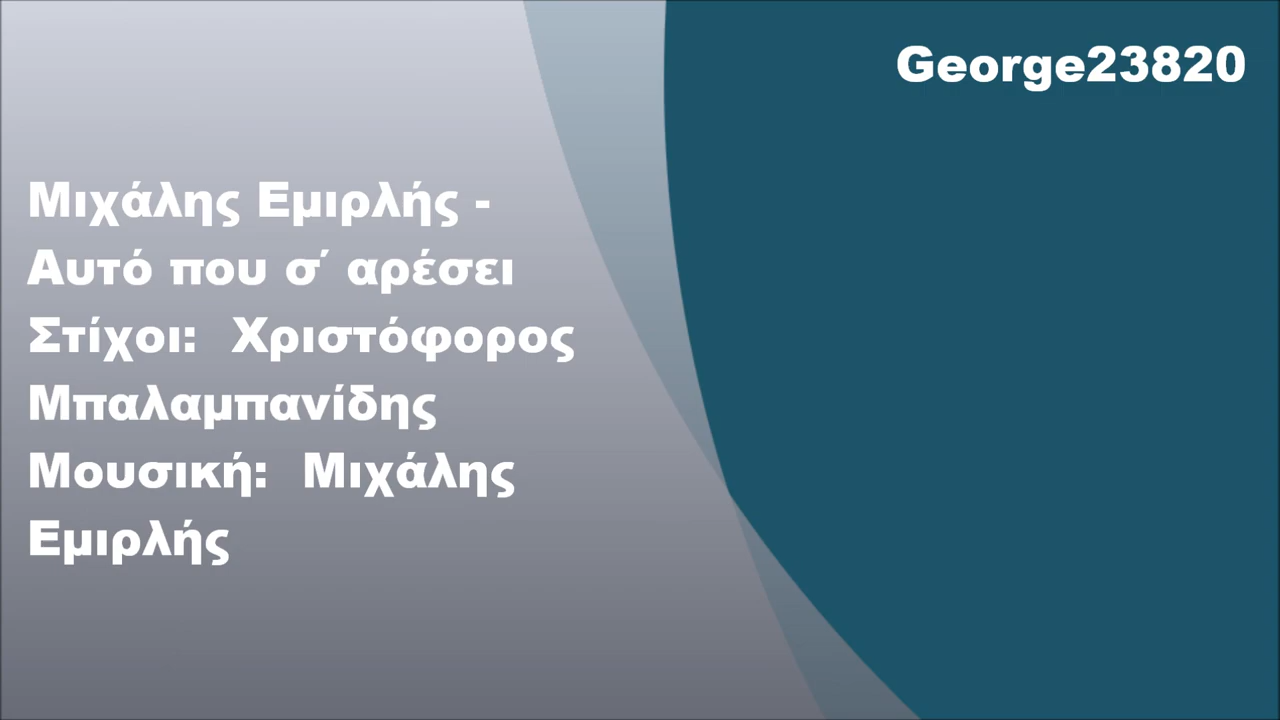 George23820
Μιχάλης Εμιρλής -
Αυτό που σ΄ αρέσει
Στίχοι:  Χριστόφορος
Μπαλαμπανίδης
Μουσική:  Μιχάλης
Εμιρλής